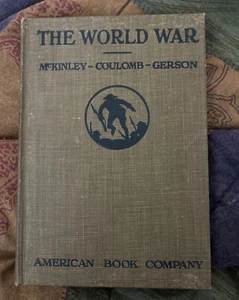 THE WORLD WAR
McKINLEY – COULOMB – GERSON
AMERICAN BOOK COMPANY